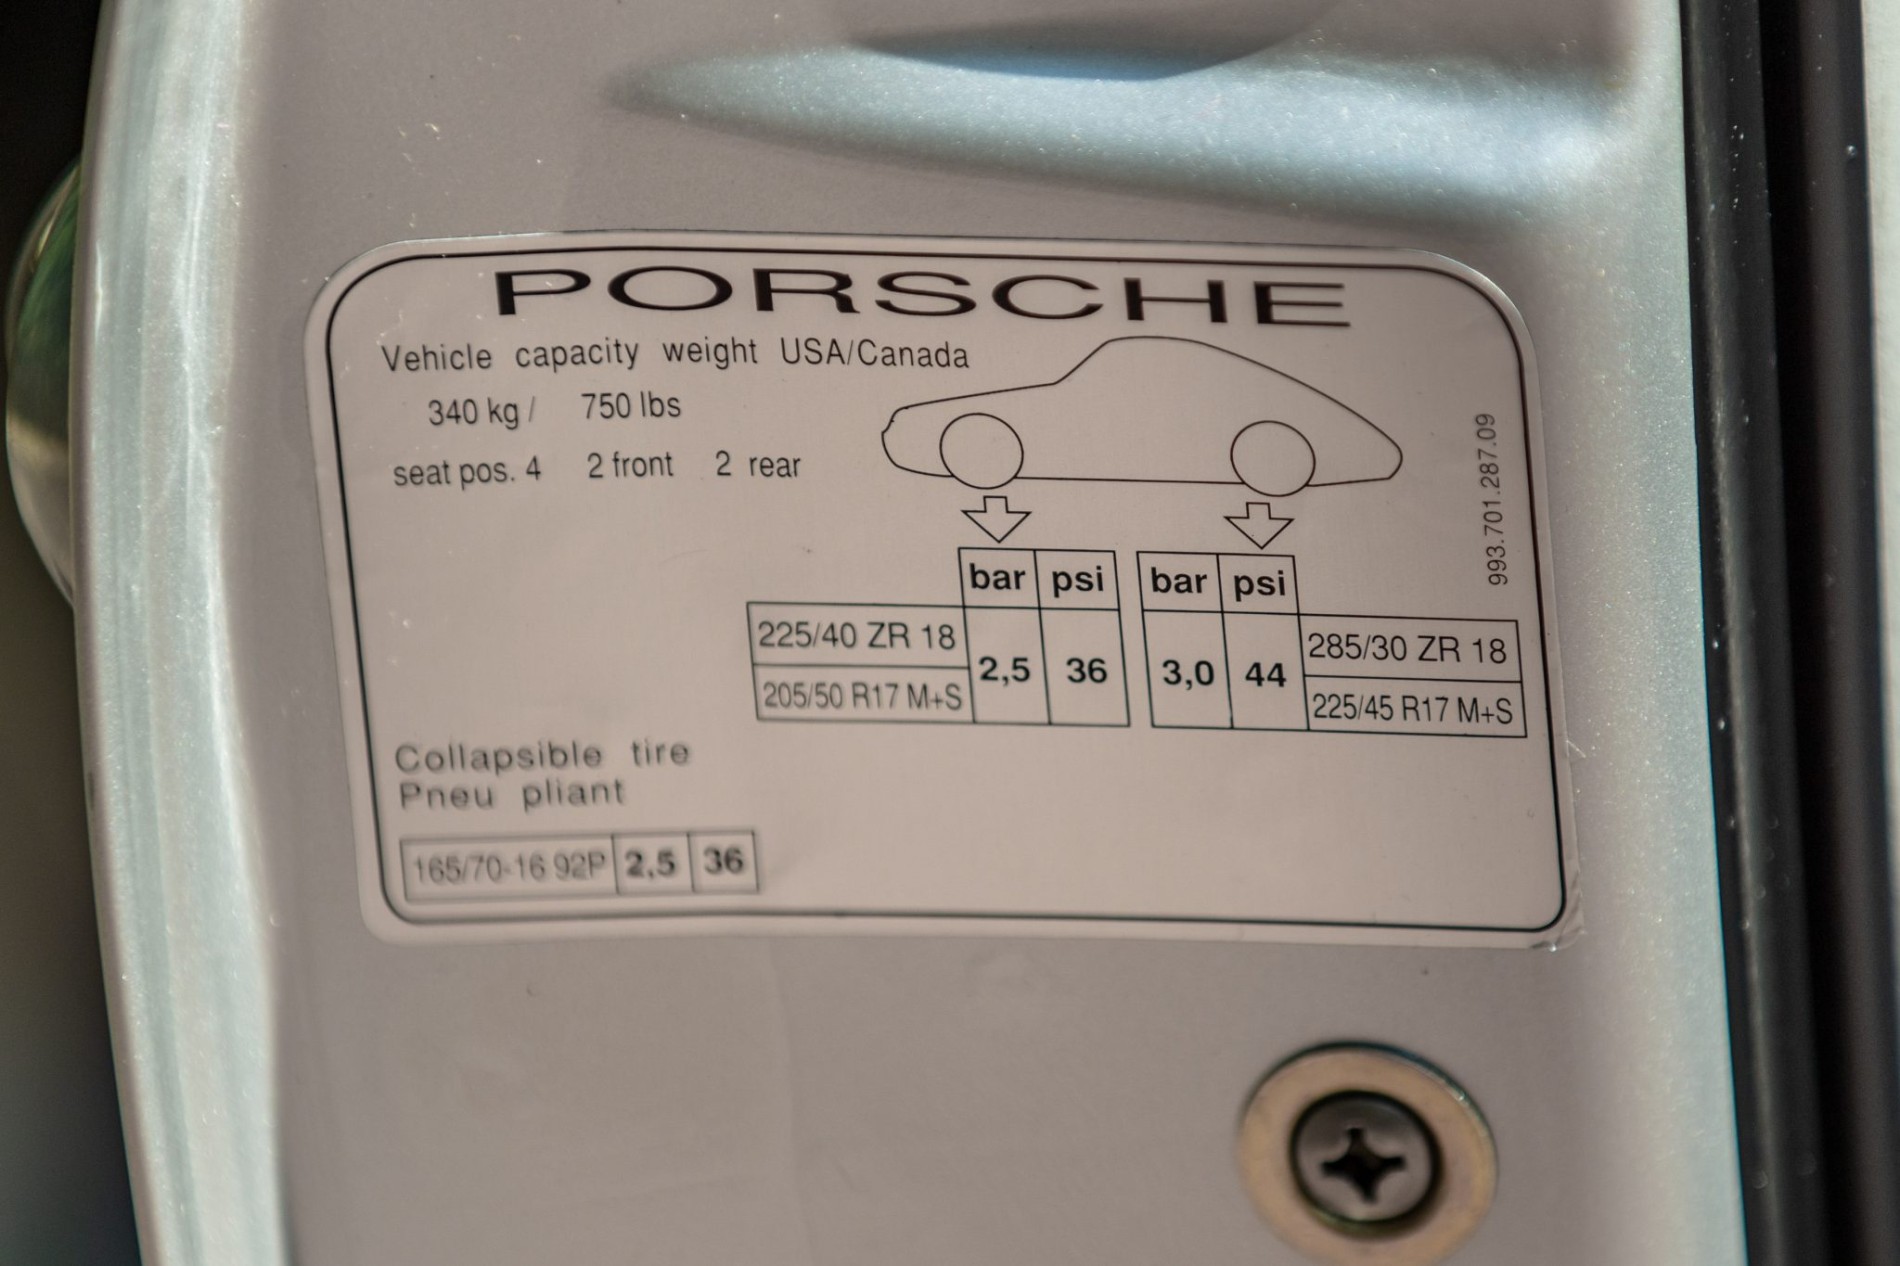 PORSCHE
Vehicle capacity weight USA/Canada
340 kg / 750 lbs
seat pos. 4 2 front 2 rear
993.701.287.09
bar psi bar psi
225/40 ZR 18 2,5 36 3,0 44 285/30 ZR 18
205/50 R17 M+S 225/45 R17 M+S
Collapsible tire
Pneu pliant
165/70-16 92P 2,5 36